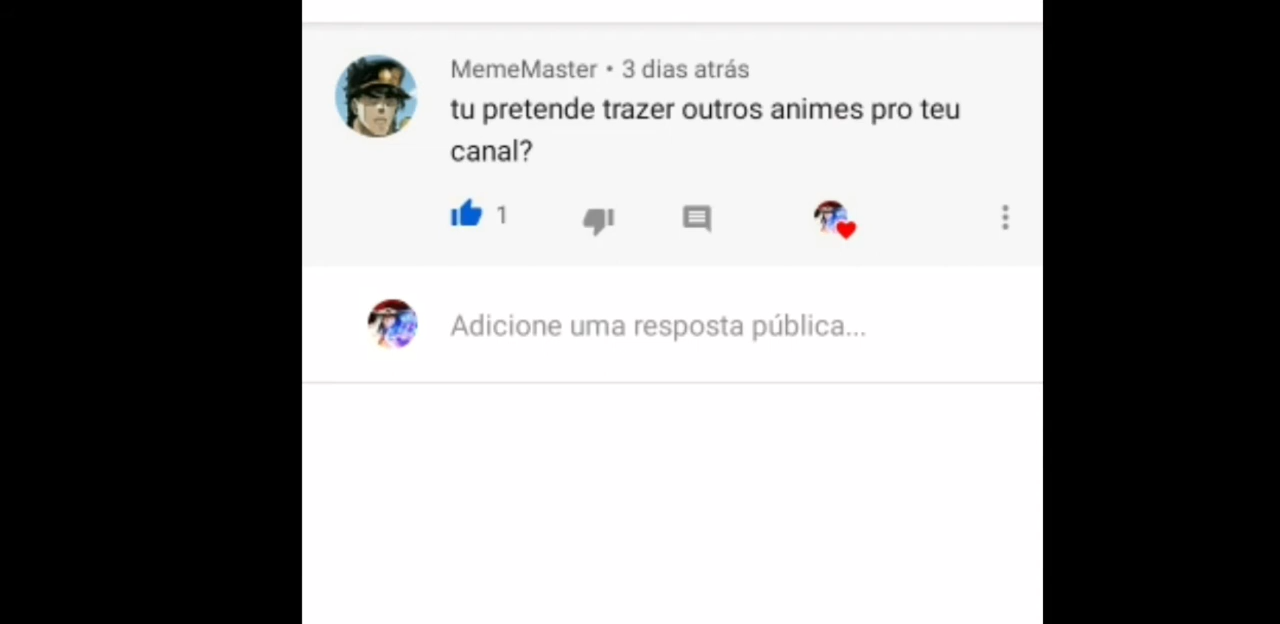 MemeMaster • 3 dias atrás
tu pretende trazer outros animes pro teu
canal?
1
Adicione uma resposta pública...